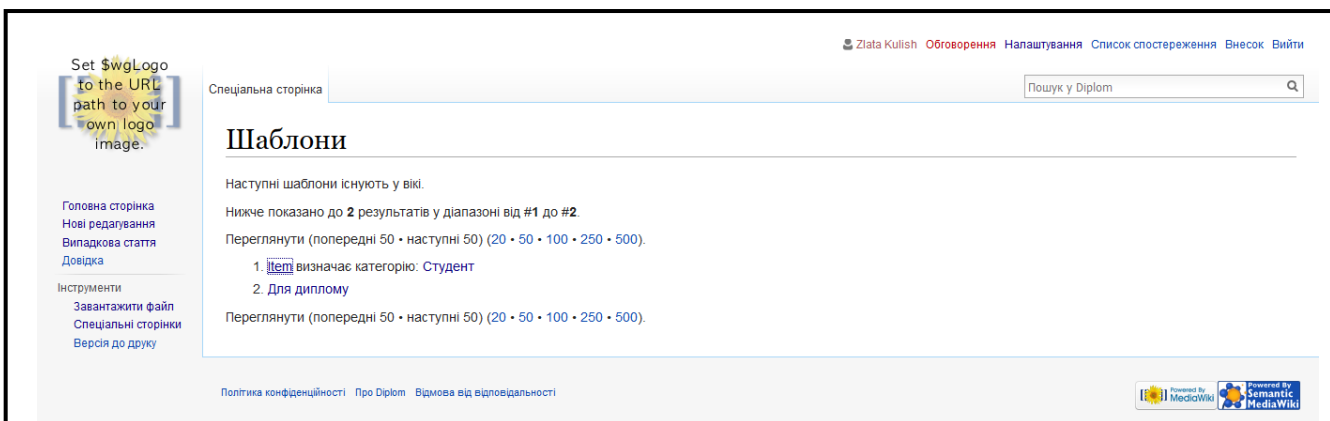 Zlata Kulish Обговорення Налаштування Список спостереження Внесок Вийти
Set $wgLogo
to the URL
path to your
own logo
image.
Спеціальна сторінка
Пошук у Diplom
Шаблони
Наступні шаблони існують у вікі.
Нижче показано до 2 результатів у діапазоні від #1 до #2.
Переглянути (попередні 50 • наступні 50) (20 • 50 • 100 • 250 • 500).
1. Item визначає категорію: Студент
2. Для диплому
Переглянути (попередні 50 • наступні 50) (20 • 50 • 100 • 250 • 500).
Головна сторінка
Нові редагування
Випадкова стаття
Довідка
Інструменти
Завантажити файл
Спеціальні сторінки
Версія до друку
Політика конфіденційності Про Diplom Відмова від відповідальності
Powered By
MediaWiki
Powered By
Semantic
MediaWiki